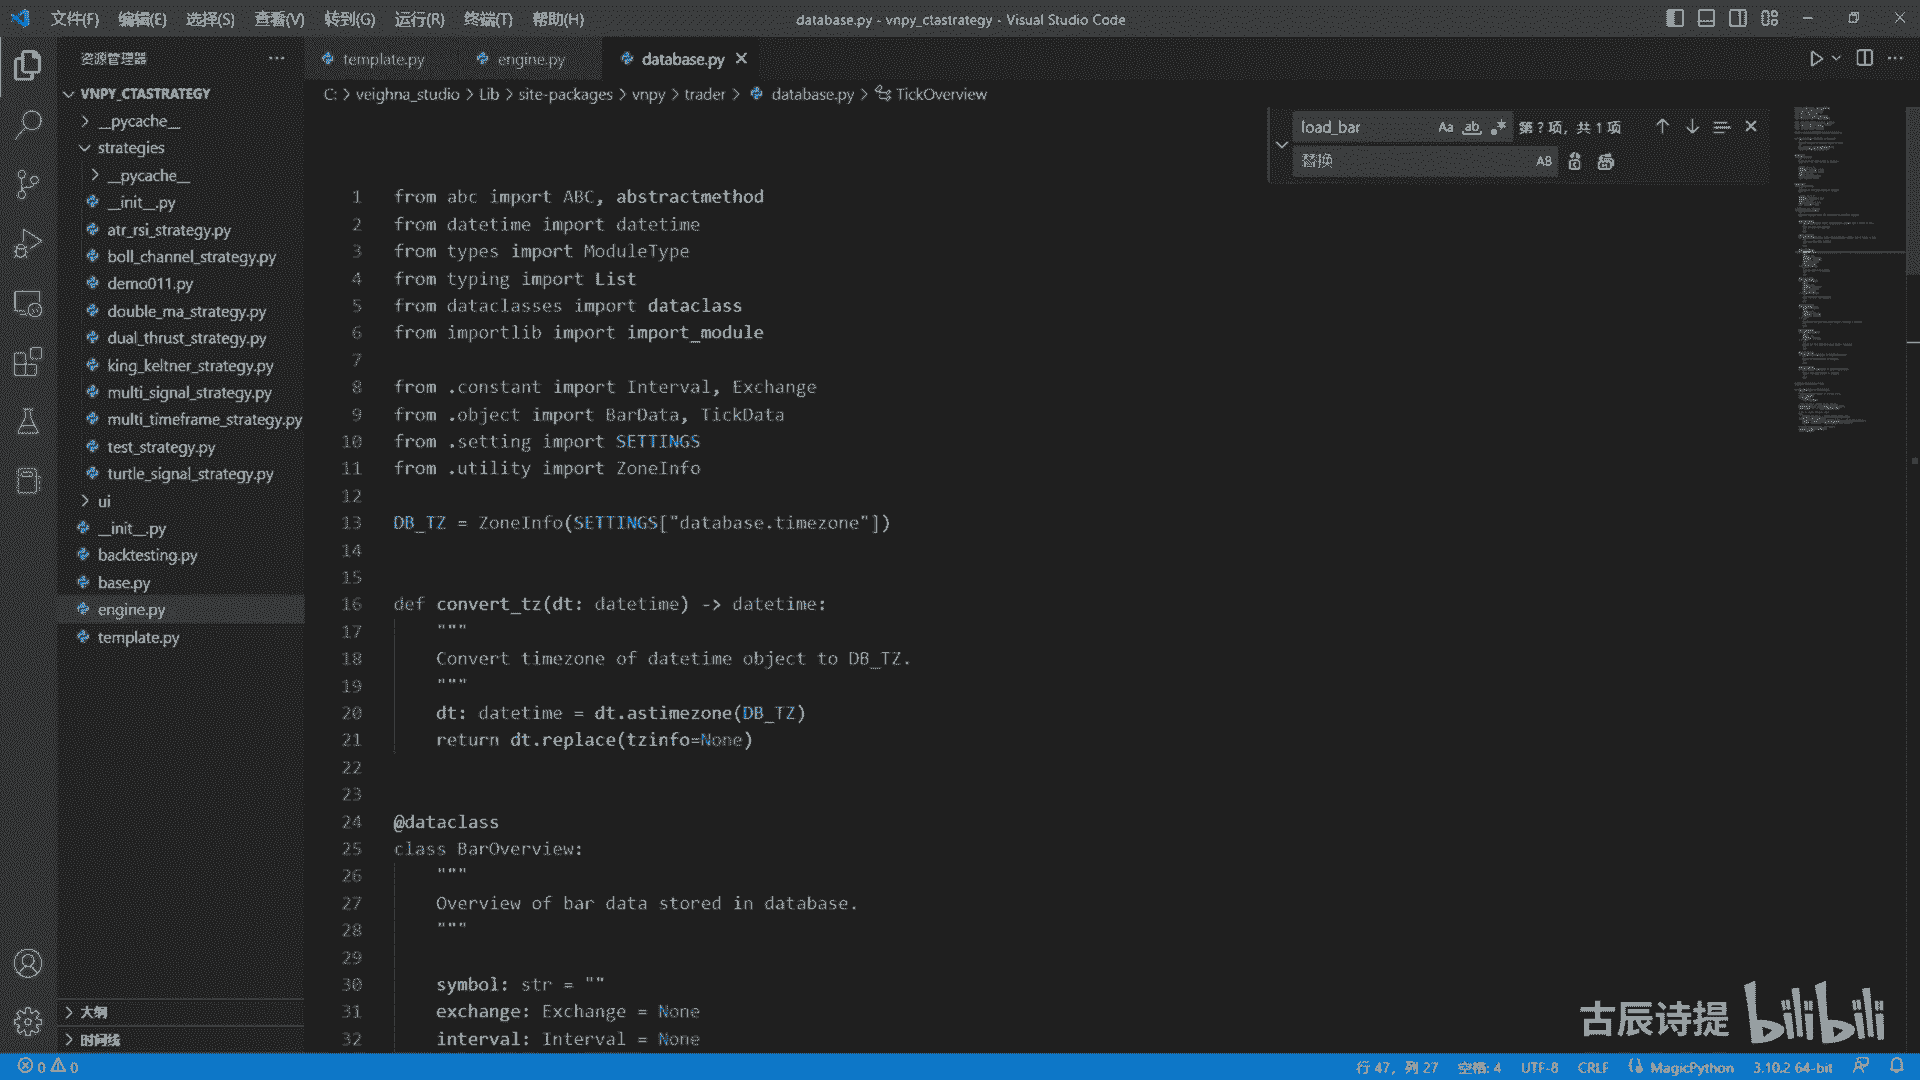 文件(F) 编辑(E) 选择(S) 查看(V) 转到(G) 运行(R) 终端(T) 帮助(H)
database.py - vnpy_ctastrategy - Visual Studio Code
资源管理器
template.py engine.py database.py
C: > veighna_studio > Lib > site-packages > vnpy > trader > database.py > TickOverview
VNPY_CTASTRATEGY
__pycache__
strategies
__pycache__
__init__.py
atr_rsi_strategy.py
boll_channel_strategy.py
demo011.py
double_ma_strategy.py
dual_thrust_strategy.py
king_keltner_strategy.py
multi_signal_strategy.py
multi_timeframe_strategy.py
test_strategy.py
turtle_signal_strategy.py
ui
__init__.py
backtesting.py
base.py
engine.py
template.py
大纲
时间线
load_bar Aa ab 第 ? 项, 共 1 项
替换 AB
1 from abc import ABC, abstractmethod
2 from datetime import datetime
3 from types import ModuleType
4 from typing import List
5 from dataclasses import dataclass
6 from importlib import import_module
7
8 from .constant import Interval, Exchange
9 from .object import BarData, TickData
10 from .setting import SETTINGS
11 from .utility import ZoneInfo
12
13 DB_TZ = ZoneInfo(SETTINGS["database.timezone"])
14
15
16 def convert_tz(dt: datetime) -> datetime:
17 """
18 Convert timezone of datetime object to DB_TZ.
19 """
20 dt: datetime = dt.astimezone(DB_TZ)
21 return dt.replace(tzinfo=None)
22
23
24 @dataclass
25 class BarOverview:
26 """
27 Overview of bar data stored in database.
28 """
29
30 symbol: str = ""
31 exchange: Exchange = None
32 interval: Interval = None
古辰诗提 bilibili
0 0
行 47, 列 27 空格: 4 UTF-8 CRLF MagicPython 3.10.2 64-bit